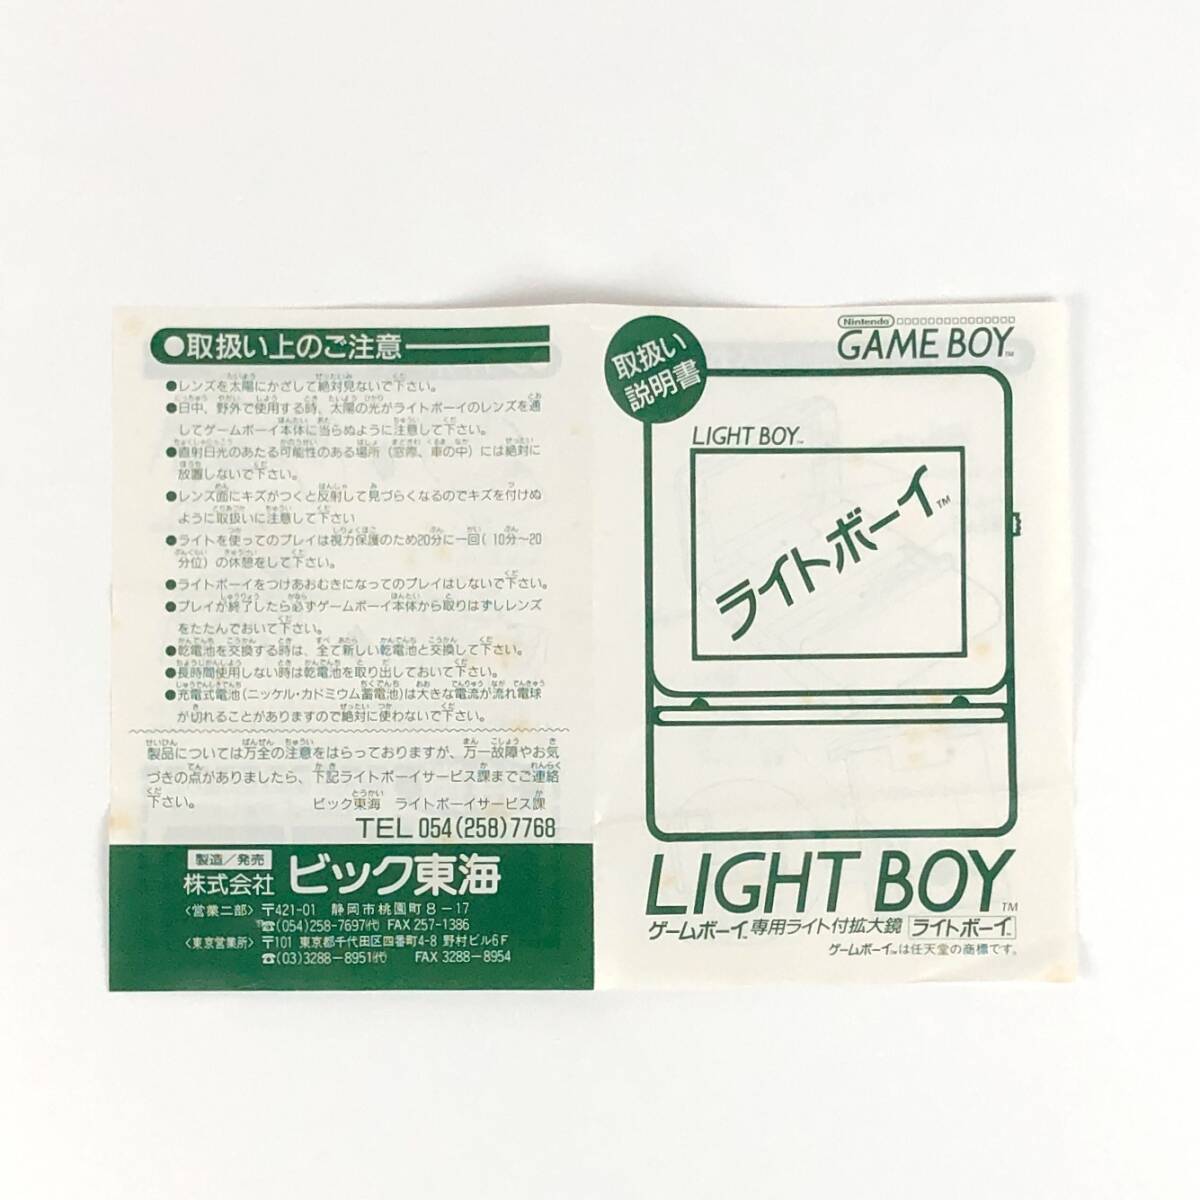 ●取扱い上のご注意
●レンズを太陽にかざして絶対見ないで下さい。
●日中、野外で使用する時、太陽の光がライトボーイのレンズを通
してゲームボーイ本体に当らぬように注意して下さい。
●直射日光のあたる可能性のある場所（窓際、車の中）には絶対に
放置しないで下さい。
●レンズ面にキズがつくと反射して見づらくなるのでキズを付けぬ
ように取扱いに注意して下さい
●ライトを使ってのプレイは視力保護のため20分に一回（10分〜20
分位）の休憩をして下さい。
●ライトボーイをつけあおむきになってのプレイはしないで下さい。
●プレイが終了したら必ずゲームボーイ本体から取りはずしレンズ
をたたんでおいて下さい。
●乾電池を交換する時は、全て新しい乾電池と交換して下さい。
●長時間使用しない時は乾電池を取り出しておいて下さい。
●充電式電池（ニッケル・カドミウム蓄電池）は大きな電流が流れ電球
が切れることがありますので絶対に使わないで下さい。
製品については万全の注意をはらっておりますが、万一故障やお気
づきの点がありましたら、下記ライトボーイサービス課までご連絡
下さい。
ビック東海 ライトボーイサービス課
TEL 054(258)7768
製造／発売
株式会社 ビック東海
〈営業二部〉〒421-01 静岡市桃園町8－17
☎(054)258-7697㈹ FAX 257-1386
〈東京営業所〉〒101 東京都千代田区四番町4-8 野村ビル6F
☎(03)3288-8951㈹ FAX 3288-8954
取扱い
説明書
Nintendo
GAME BOY™
LIGHT BOY™
ライトボーイ™
LIGHT BOY™
ゲームボーイ™専用ライト付拡大鏡 ライトボーイ™
ゲームボーイ™は任天堂の商標です。